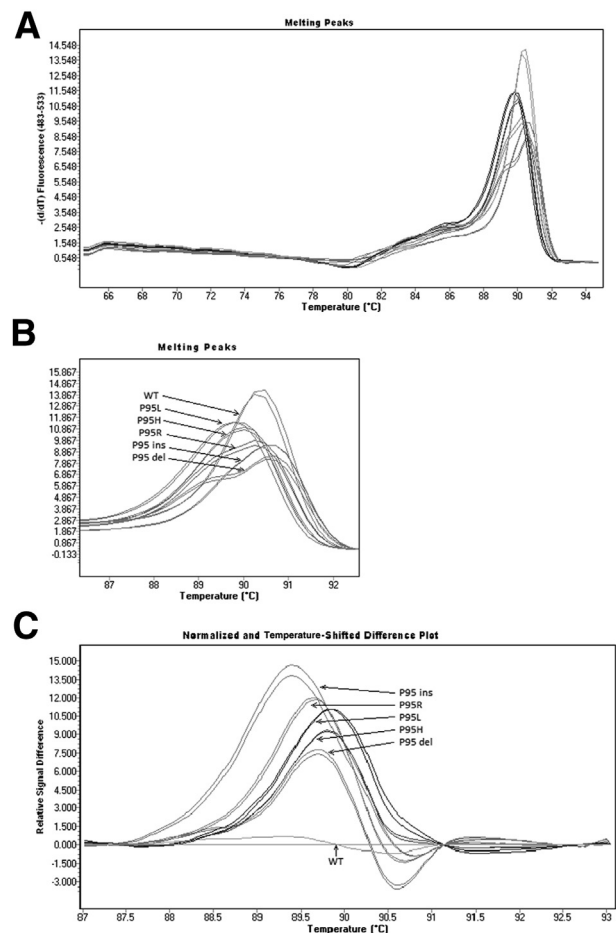 A
Melting Peaks
-(d/dT) Fluorescence (483-533)
14.548
13.548
12.548
11.548
10.548
9.548
8.548
7.548
6.548
5.548
4.548
3.548
2.548
1.548
0.548
66 68 70 72 74 76 78 80 82 84 86 88 90 92 94
Temperature (°C)
B
Melting Peaks
15.867
14.867
13.867
12.867
11.867
10.867
9.867
8.867
7.867
6.867
5.867
4.867
3.867
2.867
1.867
0.867
-0.133
WT
P95L
P95H
P95R
P95 ins
P95 del
87 88 89 90 91 92
Temperature (°C)
C
Normalized and Temperature-Shifted Difference Plot
Relative Signal Difference
15.000
13.500
12.000
10.500
9.000
7.500
6.000
4.500
3.000
1.500
0.000
-1.500
-3.000
P95 ins
P95R
P95L
P95H
P95 del
WT
87 87.5 88 88.5 89 89.5 90 90.5 91 91.5 92 92.5 93
Temperature (°C)